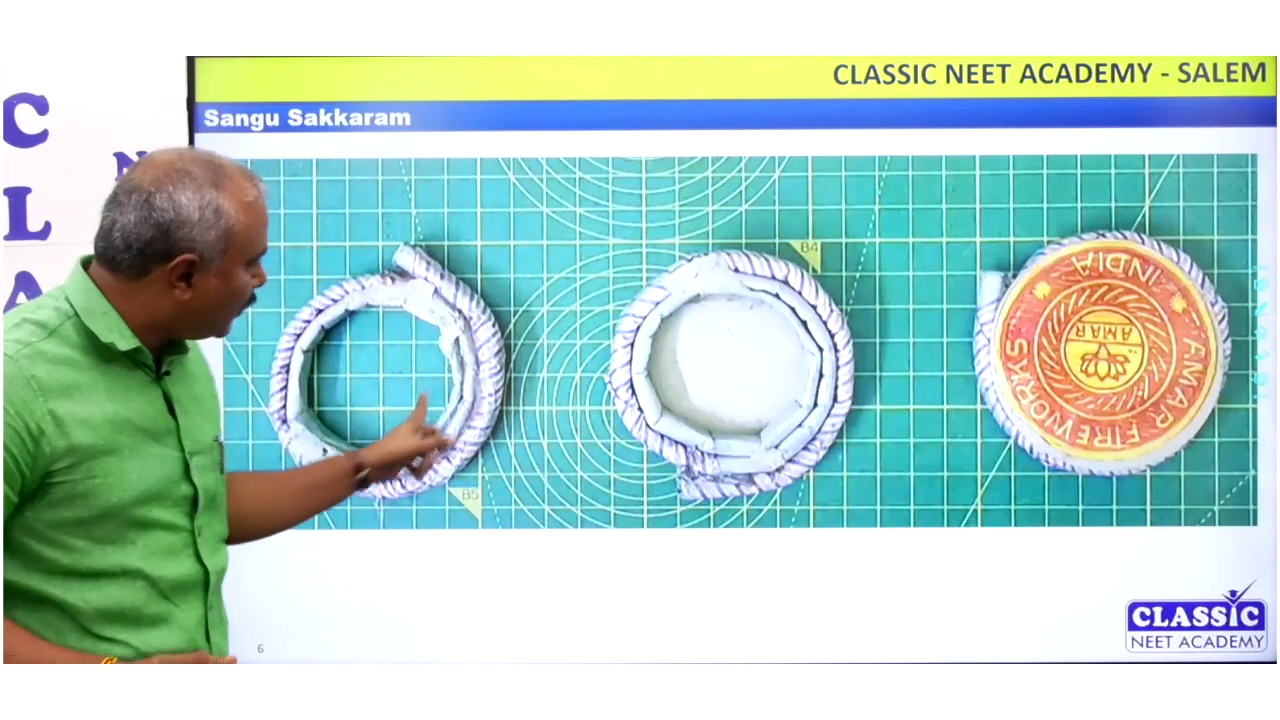 CLASSIC NEET ACADEMY - SALEM
Sangu Sakkaram
C
N
L
A
B4
B5
INDIA
AMAR
AMAR FIREWORKS
6
CLASSIC
NEET ACADEMY